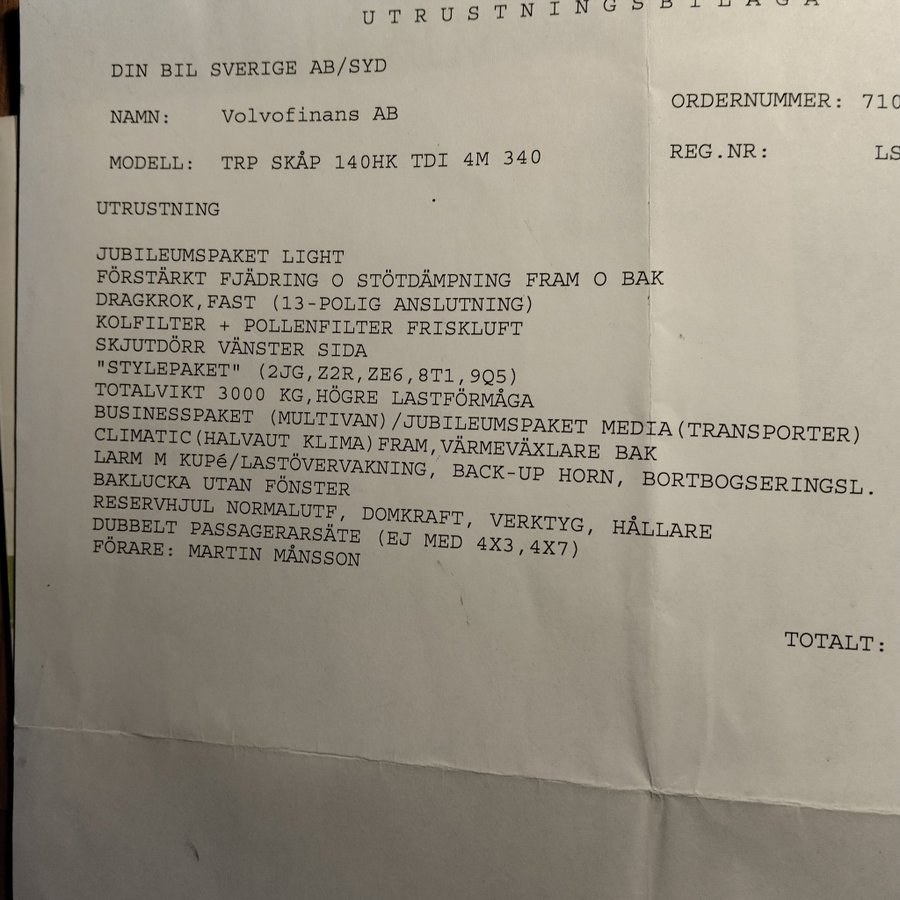 UTRUSTNINGSBILAGA
DIN BIL SVERIGE AB/SYD
NAMN: Volvofinans AB
ORDERNUMMER: 710
MODELL: TRP SKÅP 140HK TDI 4M 340
REG.NR: LS
UTRUSTNING
JUBILEUMSPAKET LIGHT
FÖRSTÄRKT FJÄDRING O STÖTDÄMPNING FRAM O BAK
DRAGKROK,FAST (13-POLIG ANSLUTNING)
KOLFILTER + POLLENFILTER FRISKLUFT
SKJUTDÖRR VÄNSTER SIDA
"STYLEPAKET" (2JG,Z2R,ZE6,8T1,9Q5)
TOTALVIKT 3000 KG,HÖGRE LASTFÖRMÅGA
BUSINESSPAKET (MULTIVAN)/JUBILEUMSPAKET MEDIA(TRANSPORTER)
CLIMATIC(HALVAUT KLIMA)FRAM,VÄRMEVÄXLARE BAK
LARM M KUPé/LASTÖVERVAKNING, BACK-UP HORN, BORTBOGSERINGSL.
BAKLUCKA UTAN FÖNSTER
RESERVHJUL NORMALUTF, DOMKRAFT, VERKTYG, HÅLLARE
DUBBELT PASSAGERARSÄTE (EJ MED 4X3,4X7)
FÖRARE: MARTIN MÅNSSON
TOTALT: